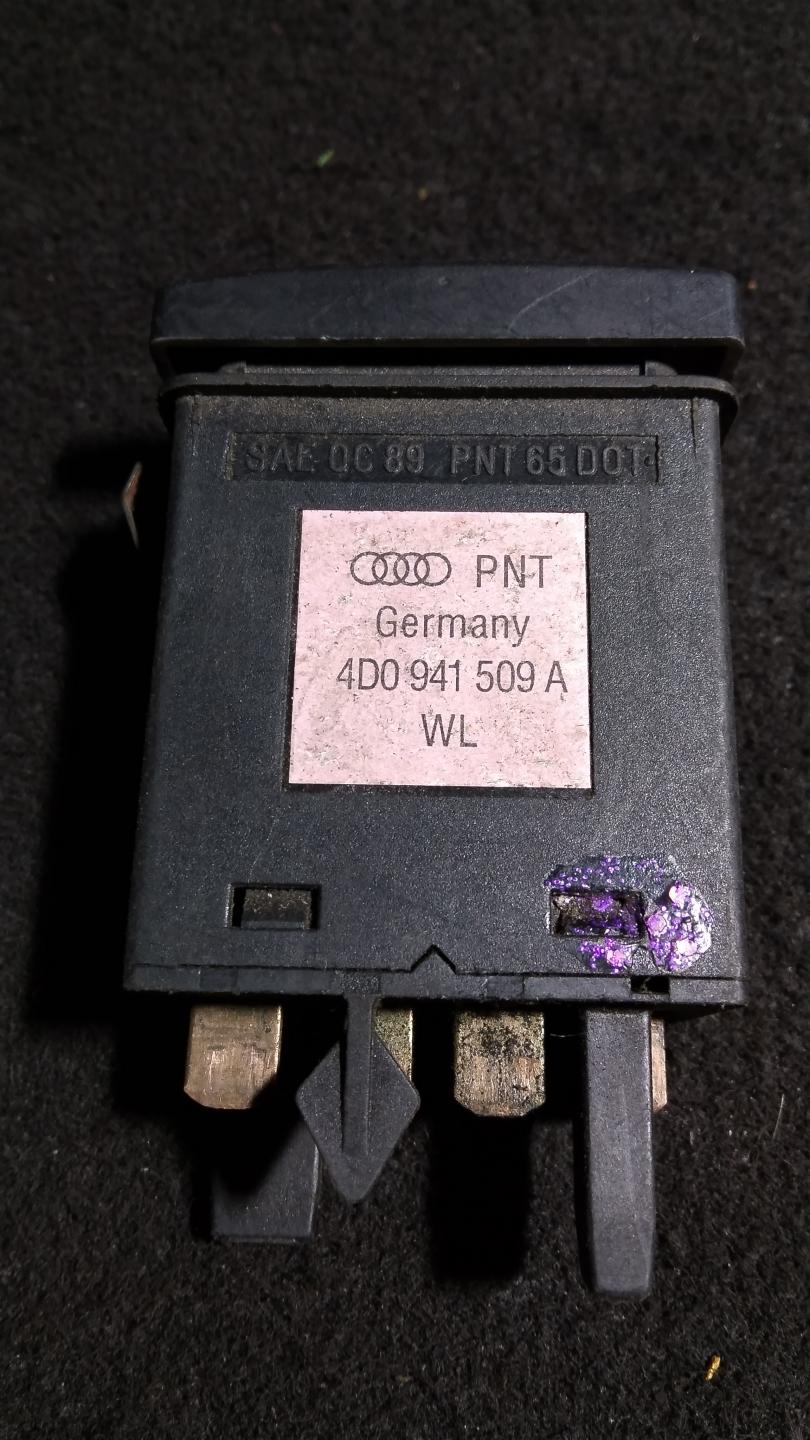 SAE QC 89 PNT 65 DOT
PNT
Germany
4D0 941 509 A
WL